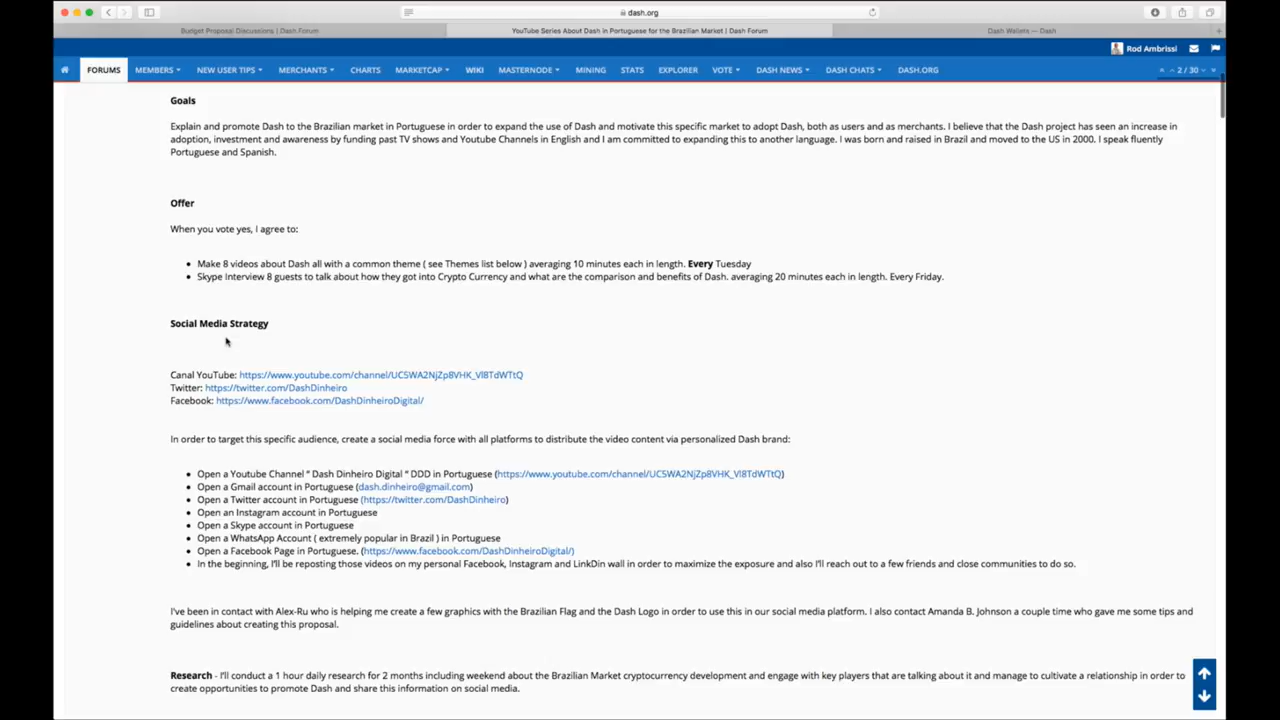 dash.org
Budget Proposal Discussions | Dash Forum
YouTube Series About Dash in Portuguese for the Brazilian Market | Dash Forum
Dash Wallets — Dash
Rod Ambrissi
FORUMS MEMBERS NEW USER TIPS MERCHANTS CHARTS MARKETCAP WIKI MASTERNODE MINING STATS EXPLORER VOTE DASH NEWS DASH CHATS DASH.ORG
2 / 30
Goals
Explain and promote Dash to the Brazilian market in Portuguese in order to expand the use of Dash and motivate this specific market to adopt Dash, both as users and as merchants. I believe that the Dash project has seen an increase in
adoption, investment and awareness by funding past TV shows and Youtube Channels in English and I am committed to expanding this to another language. I was born and raised in Brazil and moved to the US in 2000. I speak fluently
Portuguese and Spanish.
Offer
When you vote yes, I agree to:
• Make 8 videos about Dash all with a common theme ( see Themes list below ) averaging 10 minutes each in length. Every Tuesday
• Skype Interview 8 guests to talk about how they got into Crypto Currency and what are the comparison and benefits of Dash. averaging 20 minutes each in length. Every Friday.
Social Media Strategy
Canal YouTube: https://www.youtube.com/channel/UC5WA2NjZp8VHK_Vl8TdWTtQ
Twitter: https://twitter.com/DashDinheiro
Facebook: https://www.facebook.com/DashDinheiroDigital/
In order to target this specific audience, create a social media force with all platforms to distribute the video content via personalized Dash brand:
• Open a Youtube Channel “ Dash Dinheiro Digital “ DDD in Portuguese (https://www.youtube.com/channel/UC5WA2NjZp8VHK_Vl8TdWTtQ)
• Open a Gmail account in Portuguese (dash.dinheiro@gmail.com)
• Open a Twitter account in Portuguese (https://twitter.com/DashDinheiro)
• Open an Instagram account in Portuguese
• Open a Skype account in Portuguese
• Open a WhatsApp Account ( extremely popular in Brazil ) in Portuguese
• Open a Facebook Page in Portuguese. (https://www.facebook.com/DashDinheiroDigital/)
• In the beginning, I’ll be reposting those videos on my personal Facebook, Instagram and LinkDin wall in order to maximize the exposure and also I’ll reach out to a few friends and close communities to do so.
I’ve been in contact with Alex-Ru who is helping me create a few graphics with the Brazilian Flag and the Dash Logo in order to use this in our social media platform. I also contact Amanda B. Johnson a couple time who gave me some tips and
guidelines about creating this proposal.
Research - I’ll conduct a 1 hour daily research for 2 months including weekend about the Brazilian Market cryptocurrency development and engage with key players that are talking about it and manage to cultivate a relationship in order to
create opportunities to promote Dash and share this information on social media.